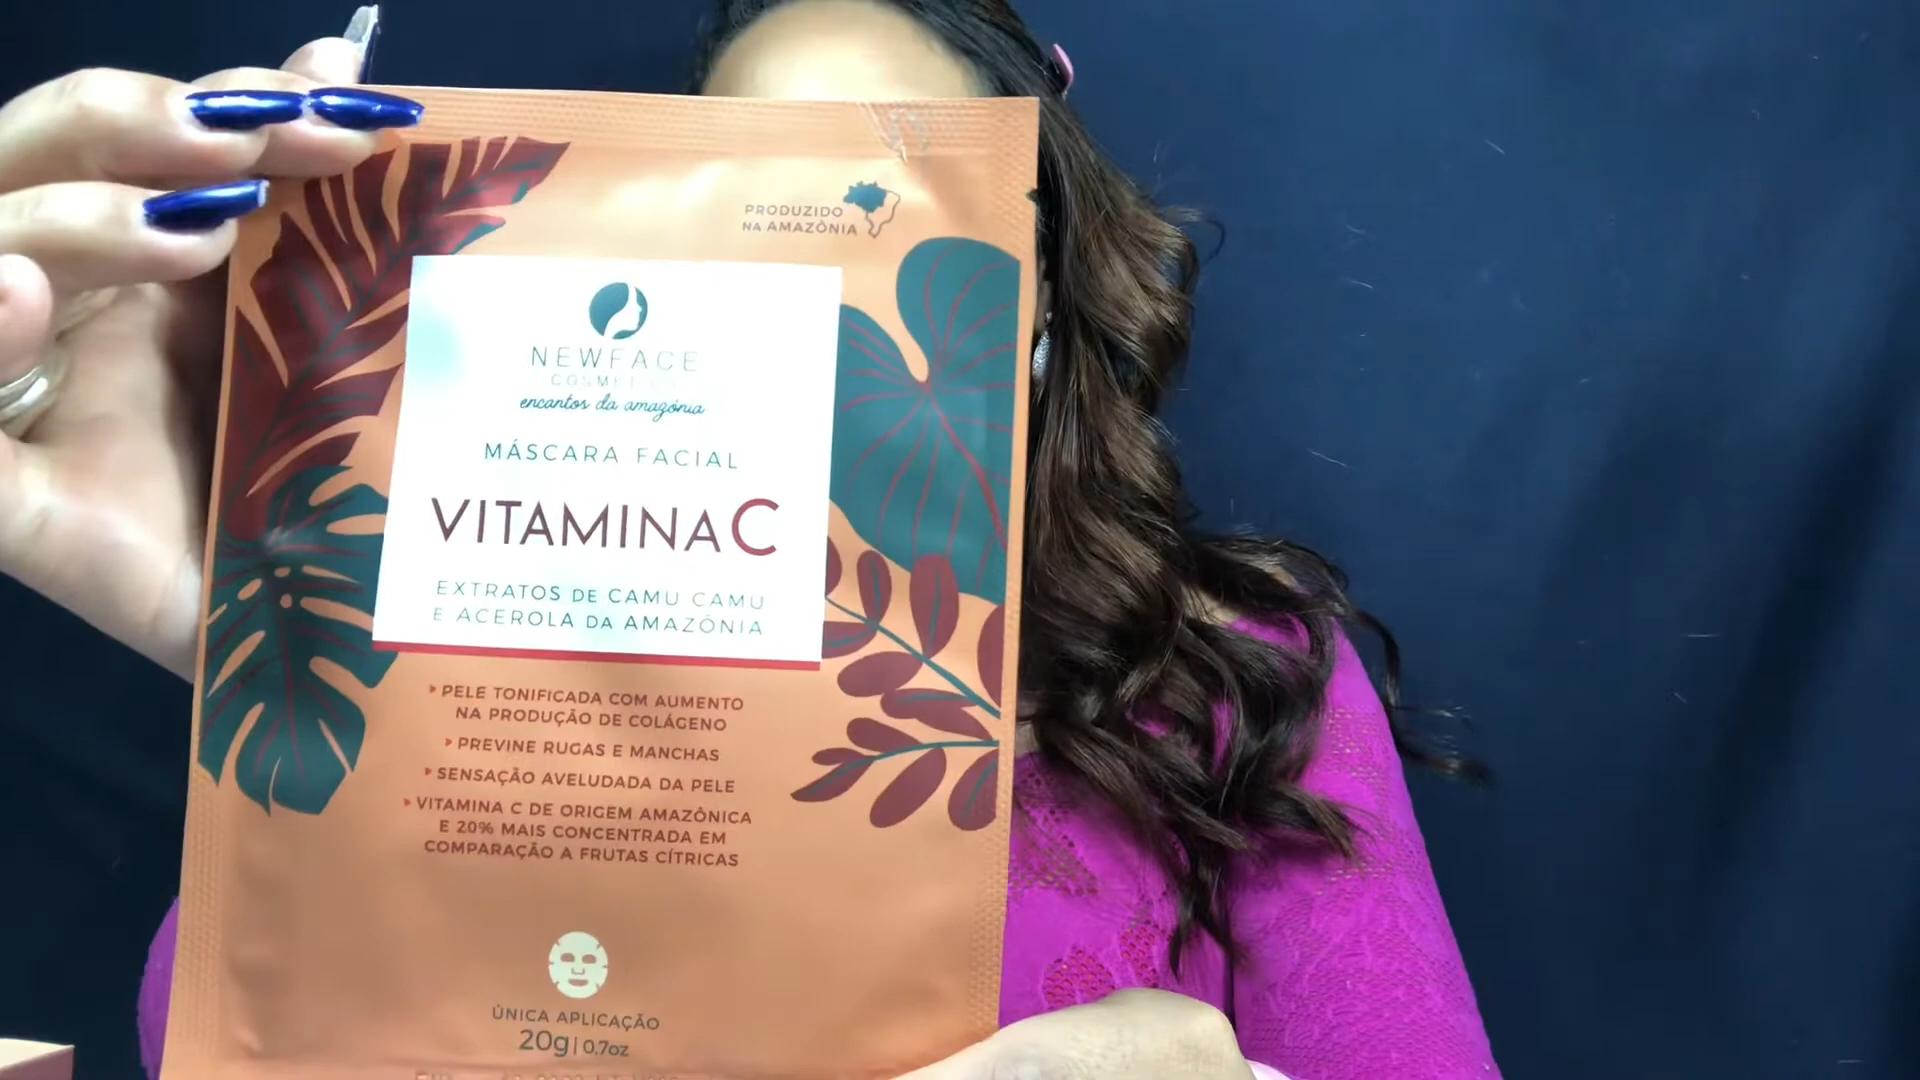 PRODUZIDO
NA AMAZÔNIA
NEWFACE
COSMETICOS
encantos da amazônia
MÁSCARA FACIAL
VITAMINA C
EXTRATOS DE CAMU CAMU
E ACEROLA DA AMAZÔNIA
PELE TONIFICADA COM AUMENTO
NA PRODUÇÃO DE COLÁGENO
PREVINE RUGAS E MANCHAS
SENSAÇÃO AVELUDADA DA PELE
VITAMINA C DE ORIGEM AMAZÔNICA
E 20% MAIS CONCENTRADA EM
COMPARAÇÃO A FRUTAS CÍTRICAS
ÚNICA APLICAÇÃO
20g | 0.7oz